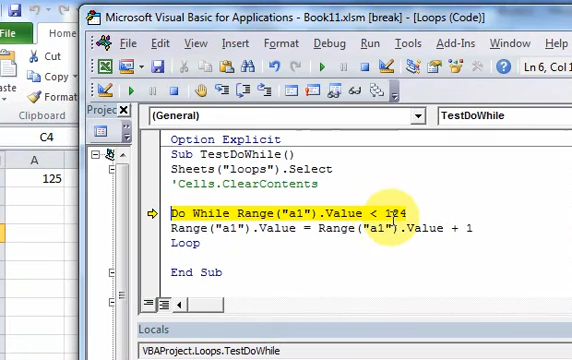 Microsoft Visual Basic for Applications - Book11.xlsm [break] - [Loops (Code)]
File
Home
File Edit View Insert Format Debug Run Tools Add-Ins Window Help
Cut
Copy
Format
Clipboard
Ln 6, Col 1
C4
Projec
(General)
TestDoWhile
A
125
Option Explicit
Sub TestDoWhile()
Sheets("loops").Select
'Cells.ClearContents
Do While Range("a1").Value < 124
Range("a1").Value = Range("a1").Value + 1
Loop
End Sub
Locals
VBAProject.Loops.TestDoWhile